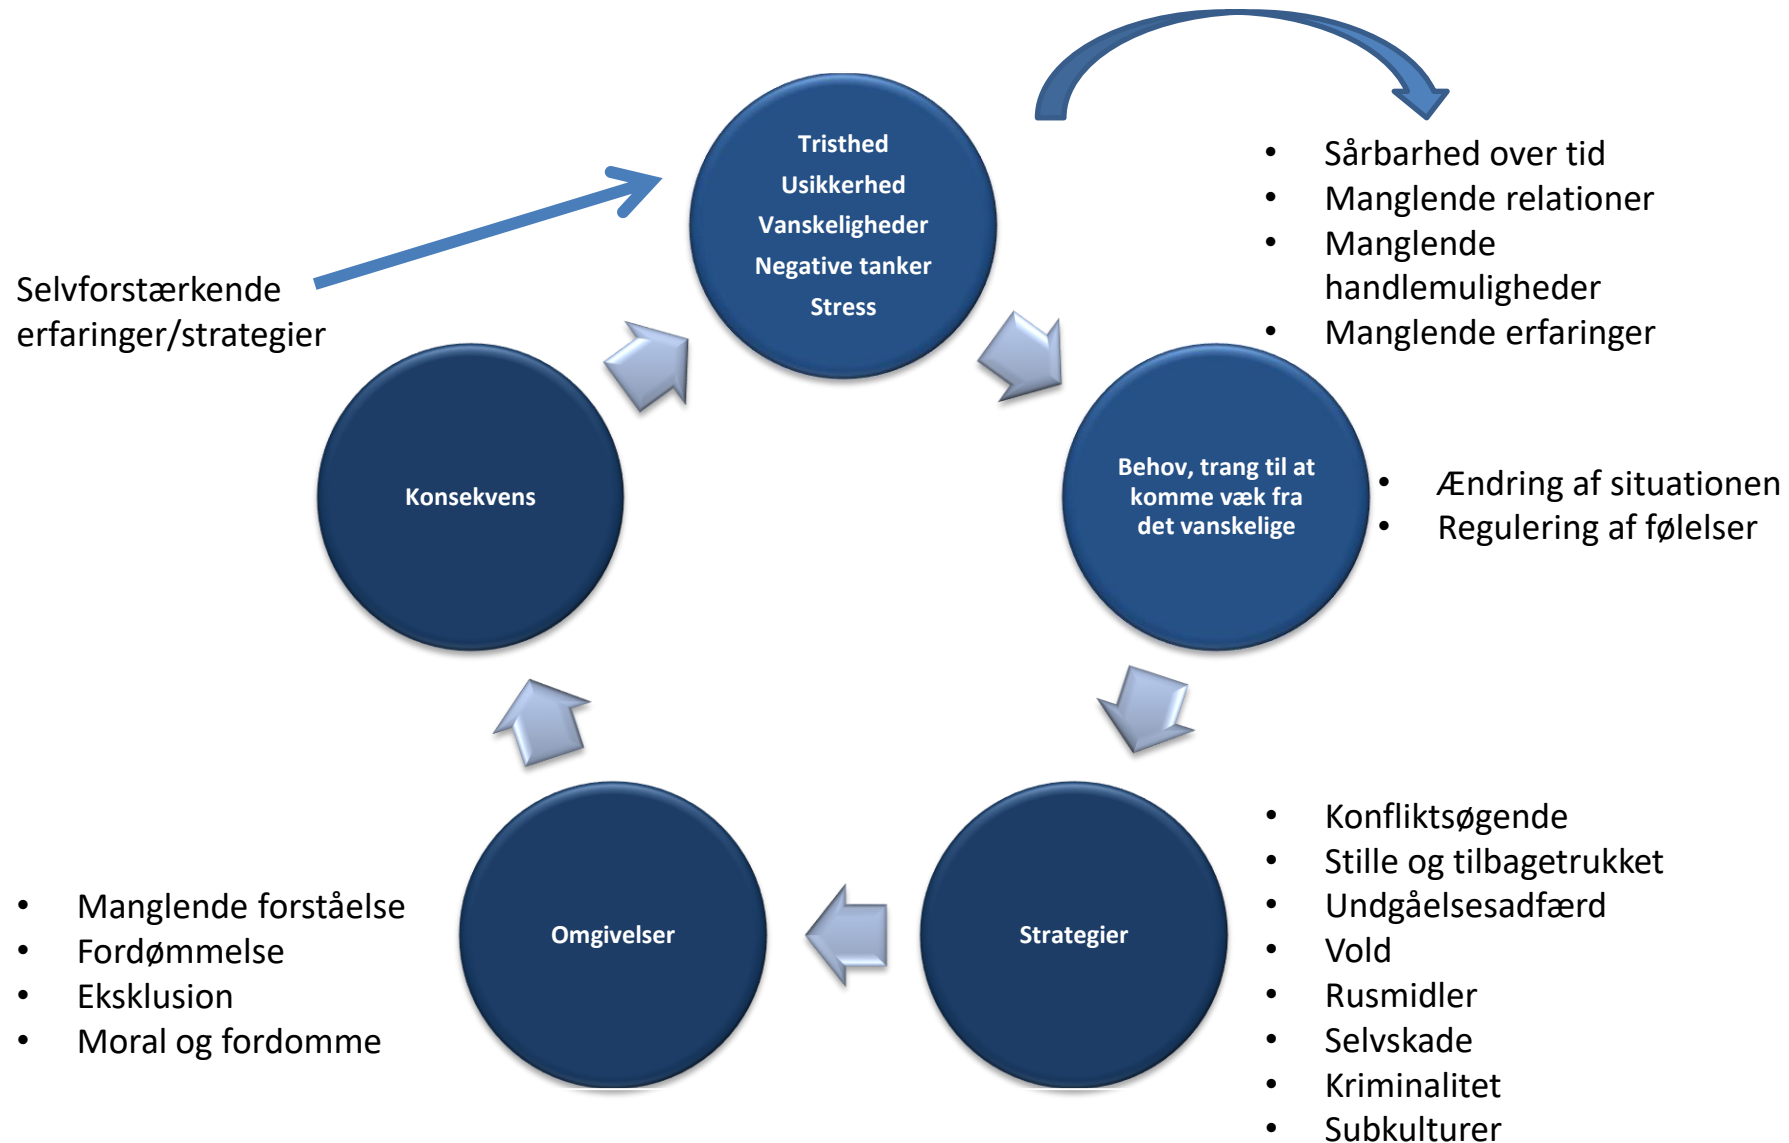 Tristhed
Usikkerhed
Vanskeligheder
Negative tanker
Stress
• Sårbarhed over tid
• Manglende relationer
• Manglende
handlemuligheder
• Manglende erfaringer
Selvforstærkende
erfaringer/strategier
Behov, trang til at
komme væk fra
det vanskelige
• Ændring af situationen
• Regulering af følelser
Konsekvens
Strategier
• Konfliktsøgende
• Stille og tilbagetrukket
• Undgåelsesadfærd
• Vold
• Rusmidler
• Selvskade
• Kriminalitet
• Subkulturer
Omgivelser
• Manglende forståelse
• Fordømmelse
• Eksklusion
• Moral og fordomme